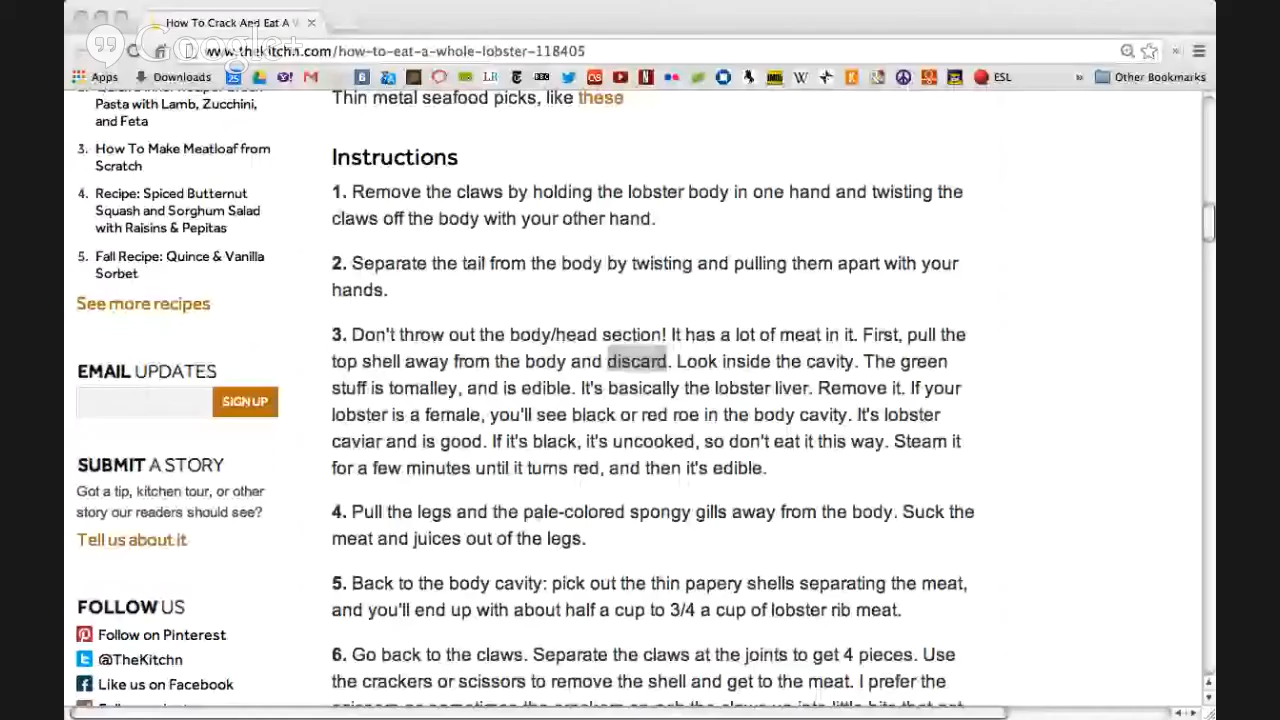 How To Crack And Eat A
Google+
www.thekitchn.com/how-to-eat-a-whole-lobster-118405
Apps Downloads LR ESL » Other Bookmarks
Pasta with Lamb, Zucchini,
and Feta
3. How To Make Meatloaf from
Scratch
4. Recipe: Spiced Butternut
Squash and Sorghum Salad
with Raisins & Pepitas
5. Fall Recipe: Quince & Vanilla
Sorbet
See more recipes
EMAIL UPDATES
SIGN UP
SUBMIT A STORY
Got a tip, kitchen tour, or other
story our readers should see?
Tell us about it
FOLLOW US
Follow on Pinterest
@TheKitchn
Like us on Facebook
Thin metal seafood picks, like these
Instructions
1. Remove the claws by holding the lobster body in one hand and twisting the
claws off the body with your other hand.
2. Separate the tail from the body by twisting and pulling them apart with your
hands.
3. Don't throw out the body/head section! It has a lot of meat in it. First, pull the
top shell away from the body and discard. Look inside the cavity. The green
stuff is tomalley, and is edible. It's basically the lobster liver. Remove it. If your
lobster is a female, you'll see black or red roe in the body cavity. It's lobster
caviar and is good. If it's black, it's uncooked, so don't eat it this way. Steam it
for a few minutes until it turns red, and then it's edible.
4. Pull the legs and the pale-colored spongy gills away from the body. Suck the
meat and juices out of the legs.
5. Back to the body cavity: pick out the thin papery shells separating the meat,
and you'll end up with about half a cup to 3/4 a cup of lobster rib meat.
6. Go back to the claws. Separate the claws at the joints to get 4 pieces. Use
the crackers or scissors to remove the shell and get to the meat. I prefer the